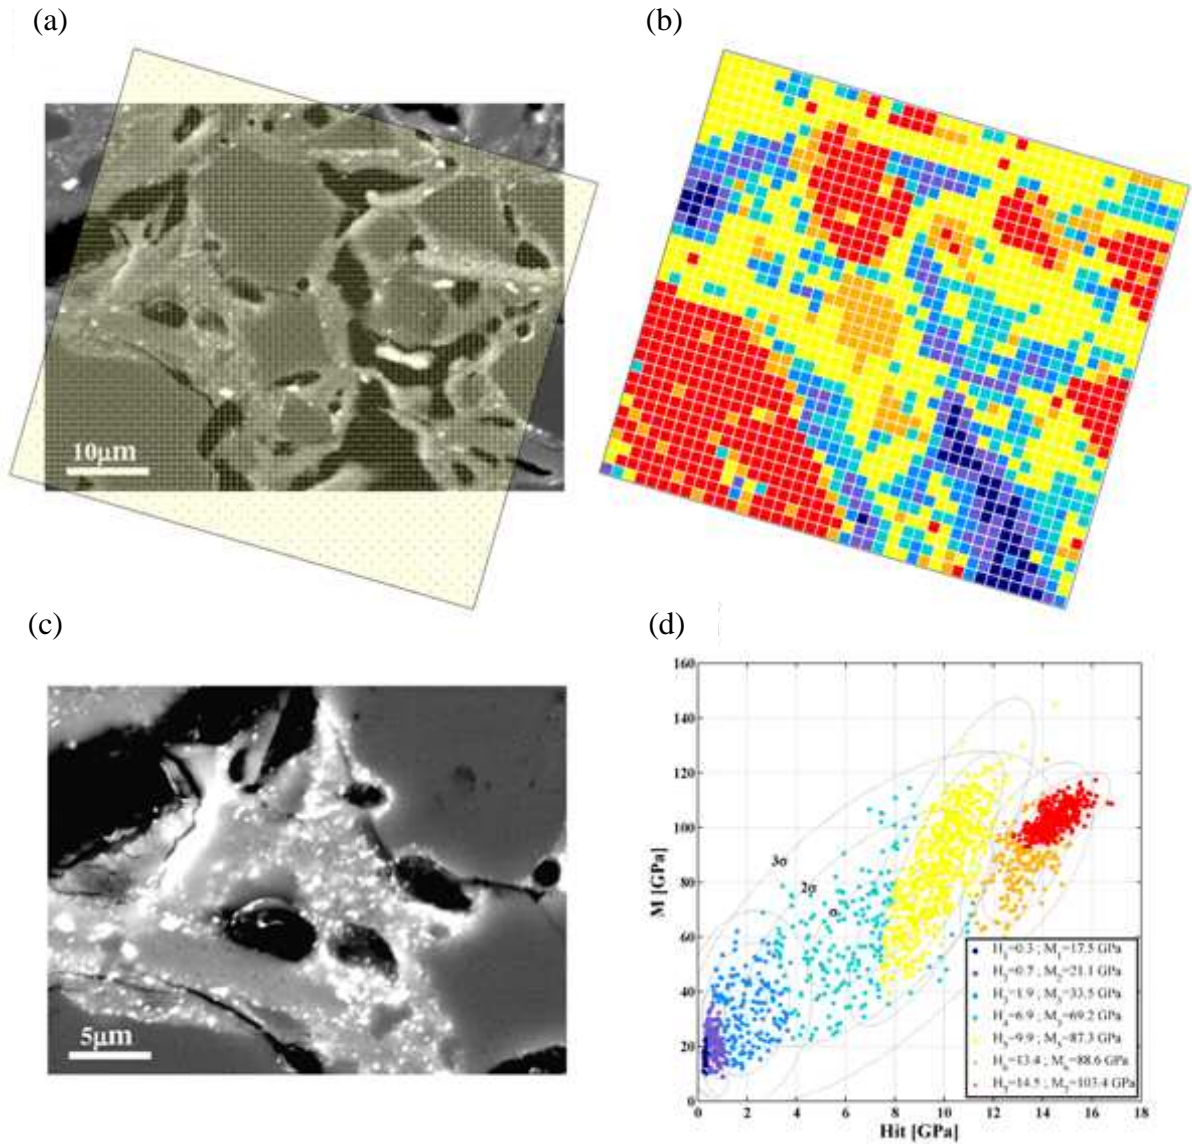 (a)
(b)
10μm
(c)
(d)
5μm
160
140
120
100
80
60
40
20
0
M [GPa]
3σ
2σ
σ
H1=0.3 ; M1=17.5 GPa
H2=0.7 ; M2=21.1 GPa
H3=1.9 ; M3=33.5 GPa
H4=6.9 ; M3=69.2 GPa
H5=9.9 ; M5=87.3 GPa
H6=13.4 ; M6=88.6 GPa
H7=14.5 ; M7=103.4 GPa
0 2 4 6 8 10 12 14 16 18
Hit [GPa]